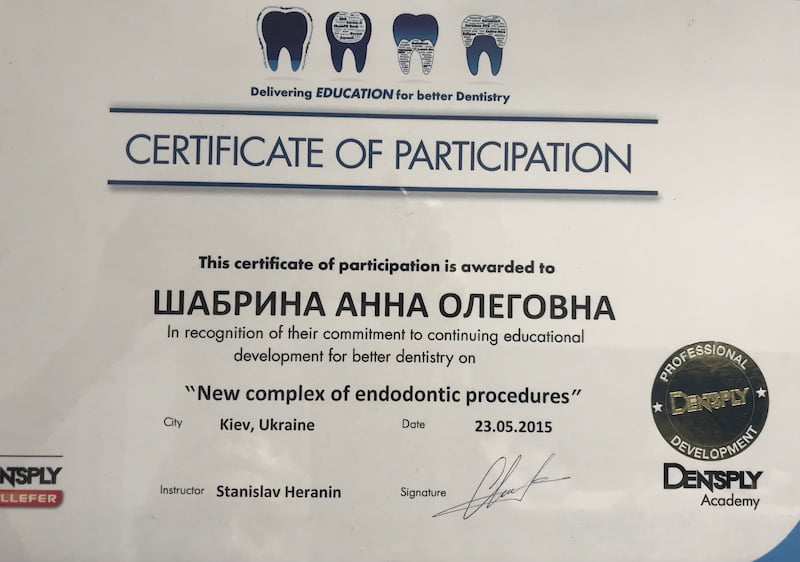 Delivering EDUCATION for better Dentistry
CERTIFICATE OF PARTICIPATION
This certificate of participation is awarded to
ШАБРИНА АННА ОЛЕГОВНА
In recognition of their commitment to continuing educational
development for better dentistry on
“New complex of endodontic procedures”
City Kiev, Ukraine Date 23.05.2015
Instructor Stanislav Heranin Signature
PROFESSIONAL
DENTSPLY
DEVELOPMENT
NTSPLY
LLEFER
DENTSPLY
Academy